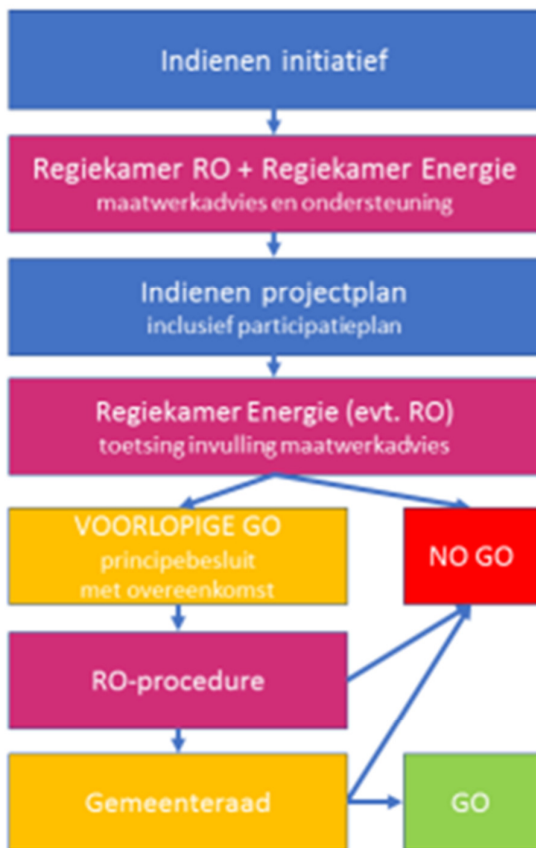 Indienen initiatief
Regiekamer RO + Regiekamer Energie
maatwerkadvies en ondersteuning
Indienen projectplan
inclusief participatieplan
Regiekamer Energie (evt. RO)
toetsing invulling maatwerkadvies
VOORLOPIGE GO
principebesluit
met overeenkomst
NO GO
RO-procedure
Gemeenteraad
GO